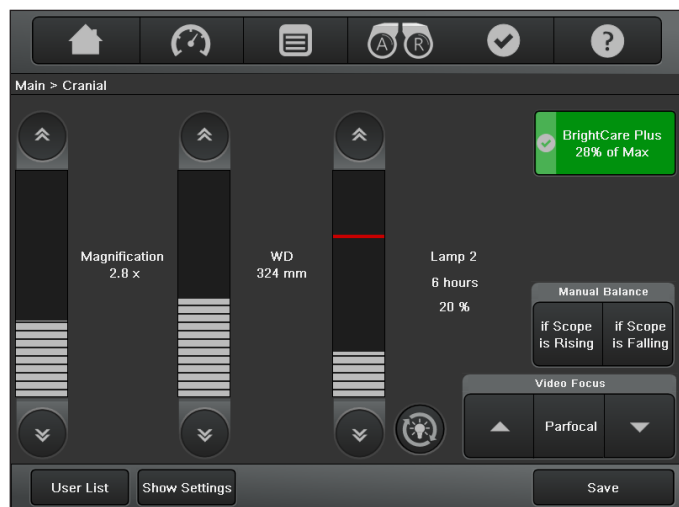 A R
?
Main > Cranial
BrightCare Plus
28% of Max
Magnification
2.8 x
WD
324 mm
Lamp 2
6 hours
20 %
Manual Balance
if Scope
is Rising
if Scope
is Falling
Video Focus
Parfocal
User List
Show Settings
Save